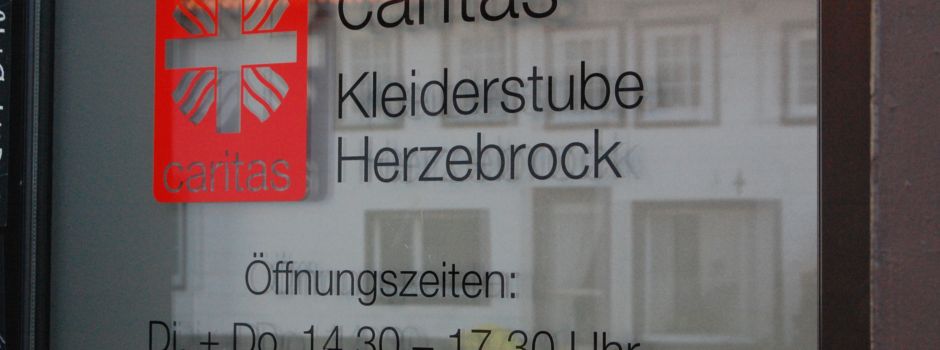 caritas
caritas
Kleiderstube
Herzebrock
Öffnungszeiten:
Di. + Do. 14.30 – 17.30 Uhr